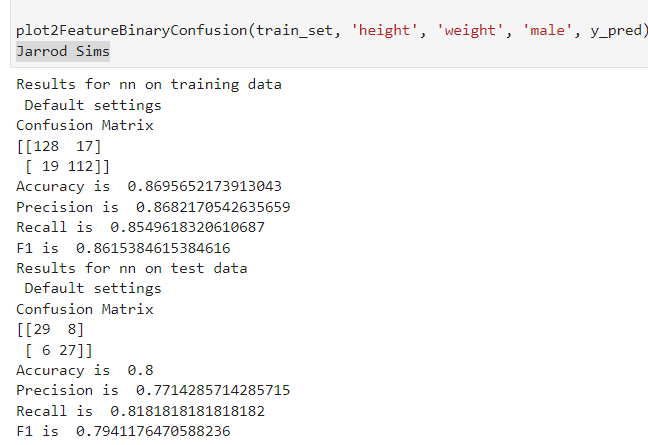 plot2FeatureBinaryConfusion(train_set, 'height', 'weight', 'male', y_pred)
Jarrod Sims
Results for nn on training data
 Default settings
Confusion Matrix
[[128  17]
 [ 19 112]]
Accuracy is  0.8695652173913043
Precision is  0.8682170542635659
Recall is  0.8549618320610687
F1 is  0.8615384615384616
Results for nn on test data
 Default settings
Confusion Matrix
[[29  8]
 [ 6 27]]
Accuracy is  0.8
Precision is  0.7714285714285715
Recall is  0.8181818181818182
F1 is  0.7941176470588236